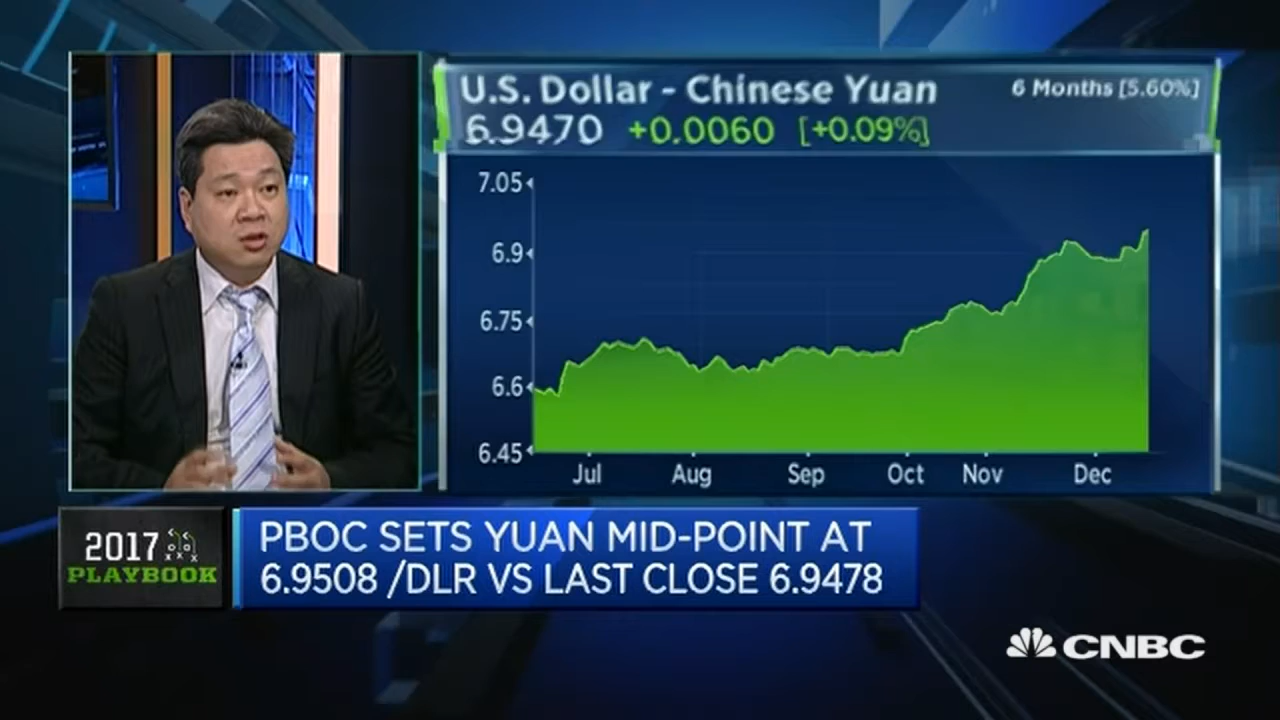 U.S. Dollar - Chinese Yuan
6 Months [5.60%]
6.9470 +0.0060 [+0.09%]
7.05
6.9
6.75
6.6
6.45
Jul Aug Sep Oct Nov Dec
2017
PLAYBOOK
PBOC SETS YUAN MID-POINT AT
6.9508 /DLR VS LAST CLOSE 6.9478
CNBC